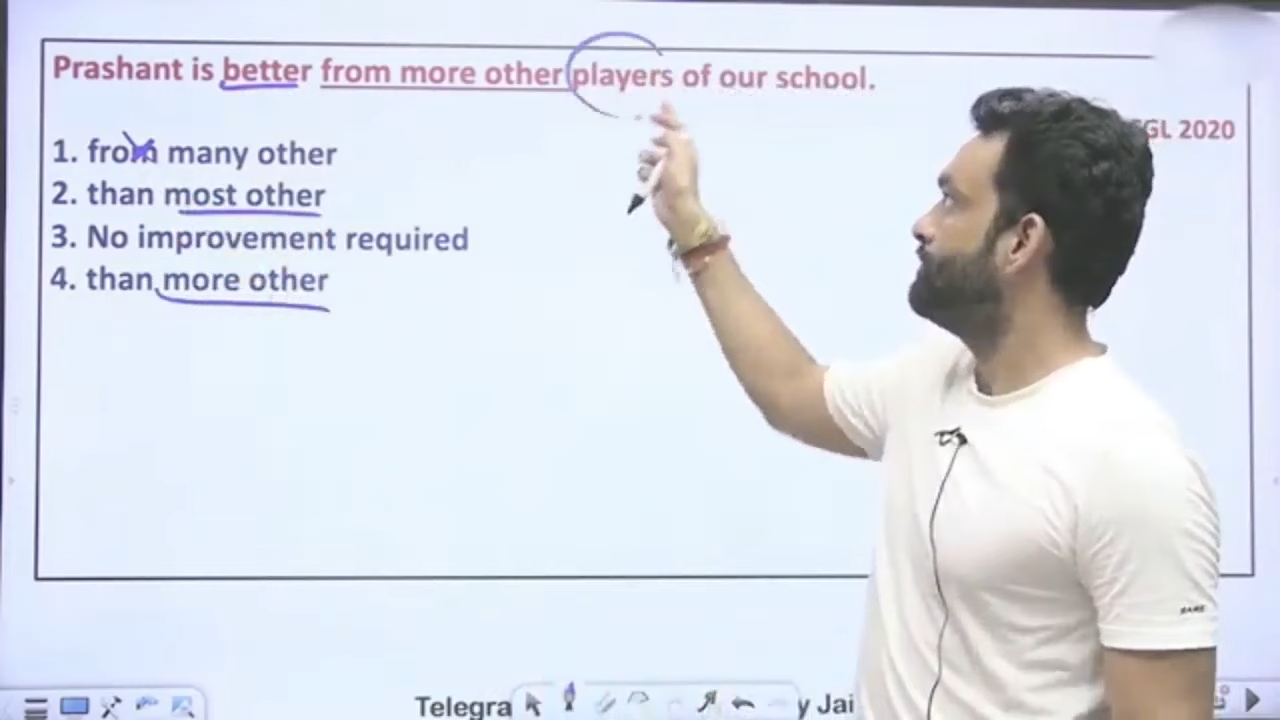 Prashant is better from more other players of our school.
GL 2020
1. from many other
2. than most other
3. No improvement required
4. than more other
Telegra
y Jai